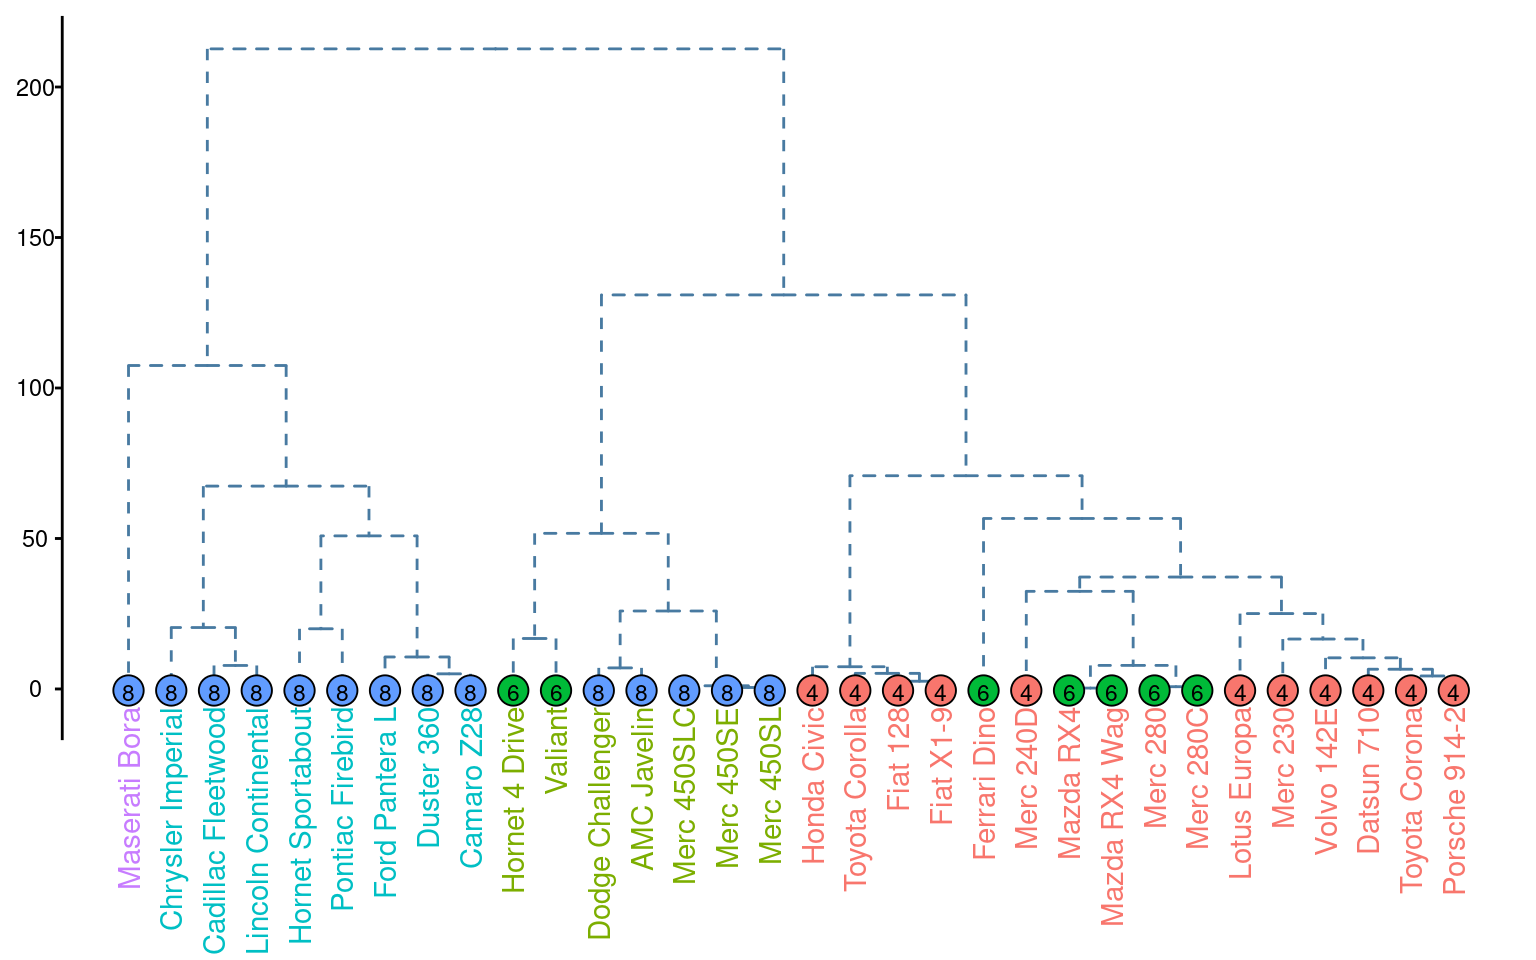 200
150
100
50
0
8 8 8 8 8 8 8 8 8 6 6 8 8 8 8 8 4 4 4 4 6 4 6 6 6 6 4 4 4 4 4 4
Maserati Bora
Chrysler Imperial
Cadillac Fleetwood
Lincoln Continental
Hornet Sportabout
Pontiac Firebird
Ford Pantera L
Duster 360
Camaro Z28
Hornet 4 Drive
Valiant
Dodge Challenger
AMC Javelin
Merc 450SLC
Merc 450SE
Merc 450SL
Honda Civic
Toyota Corolla
Fiat 128
Fiat X1-9
Ferrari Dino
Merc 240D
Mazda RX4
Mazda RX4 Wag
Merc 280
Merc 280C
Lotus Europa
Merc 230
Volvo 142E
Datsun 710
Toyota Corona
Porsche 914-2